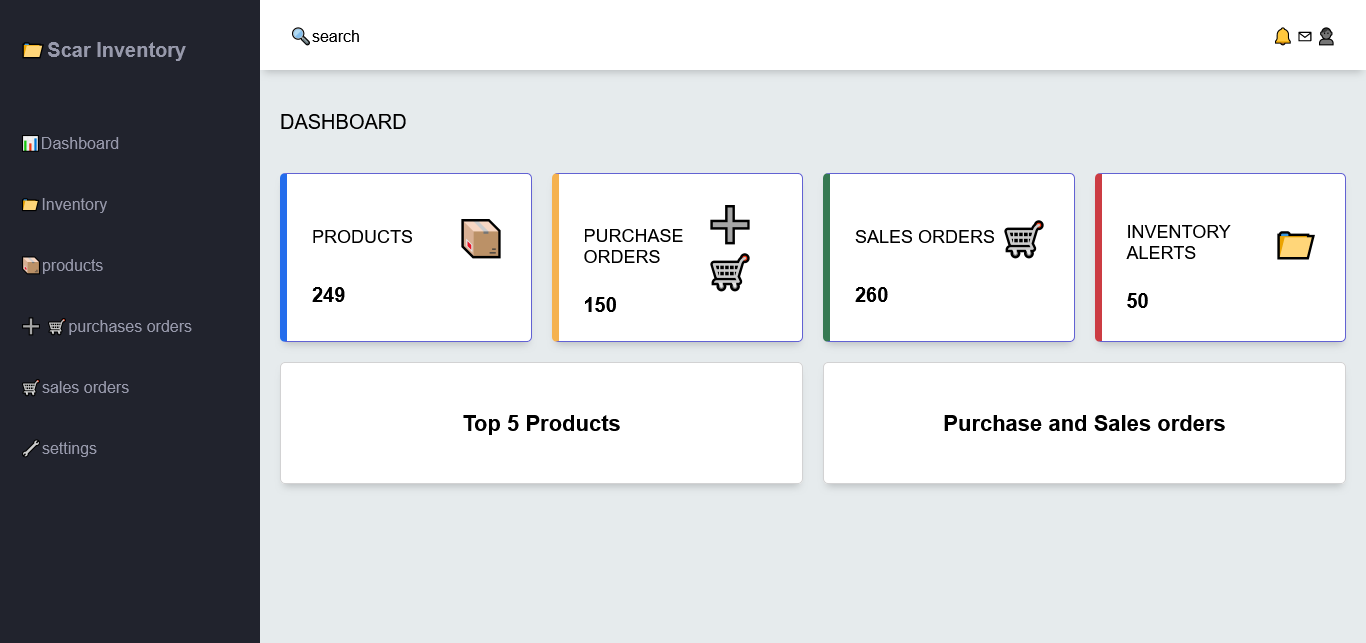 Scar Inventory
search
Dashboard
Inventory
products
purchases orders
sales orders
settings
DASHBOARD
PRODUCTS
249
PURCHASE
ORDERS
150
SALES ORDERS
260
INVENTORY
ALERTS
50
Top 5 Products
Purchase and Sales orders